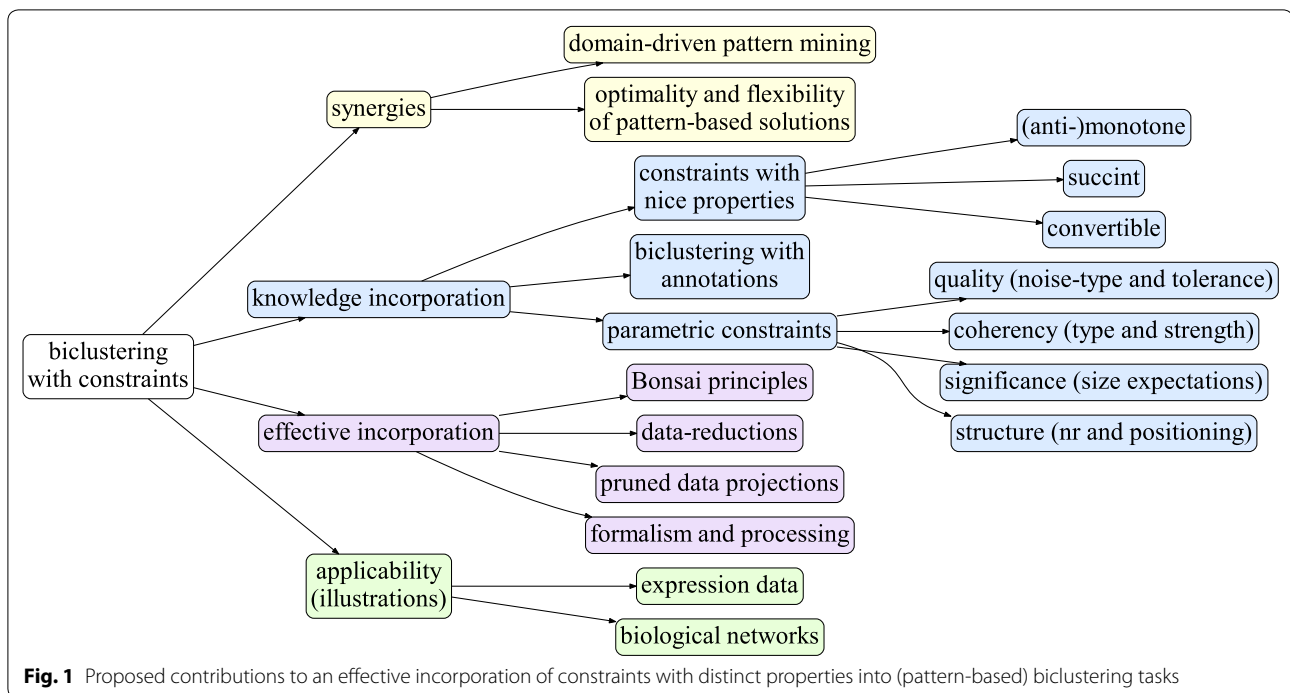 domain-driven pattern mining
synergies
optimality and flexibility
of pattern-based solutions
(anti-)monotone
constraints with
nice properties
succint
convertible
biclustering with
annotations
knowledge incorporation
quality (noise-type and tolerance)
parametric constraints
coherency (type and strength)
biclustering
with constraints
significance (size expectations)
Bonsai principles
effective incorporation
data-reductions
structure (nr and positioning)
pruned data projections
formalism and processing
applicability
(illustrations)
expression data
biological networks
Fig. 1 Proposed contributions to an effective incorporation of constraints with distinct properties into (pattern-based) biclustering tasks